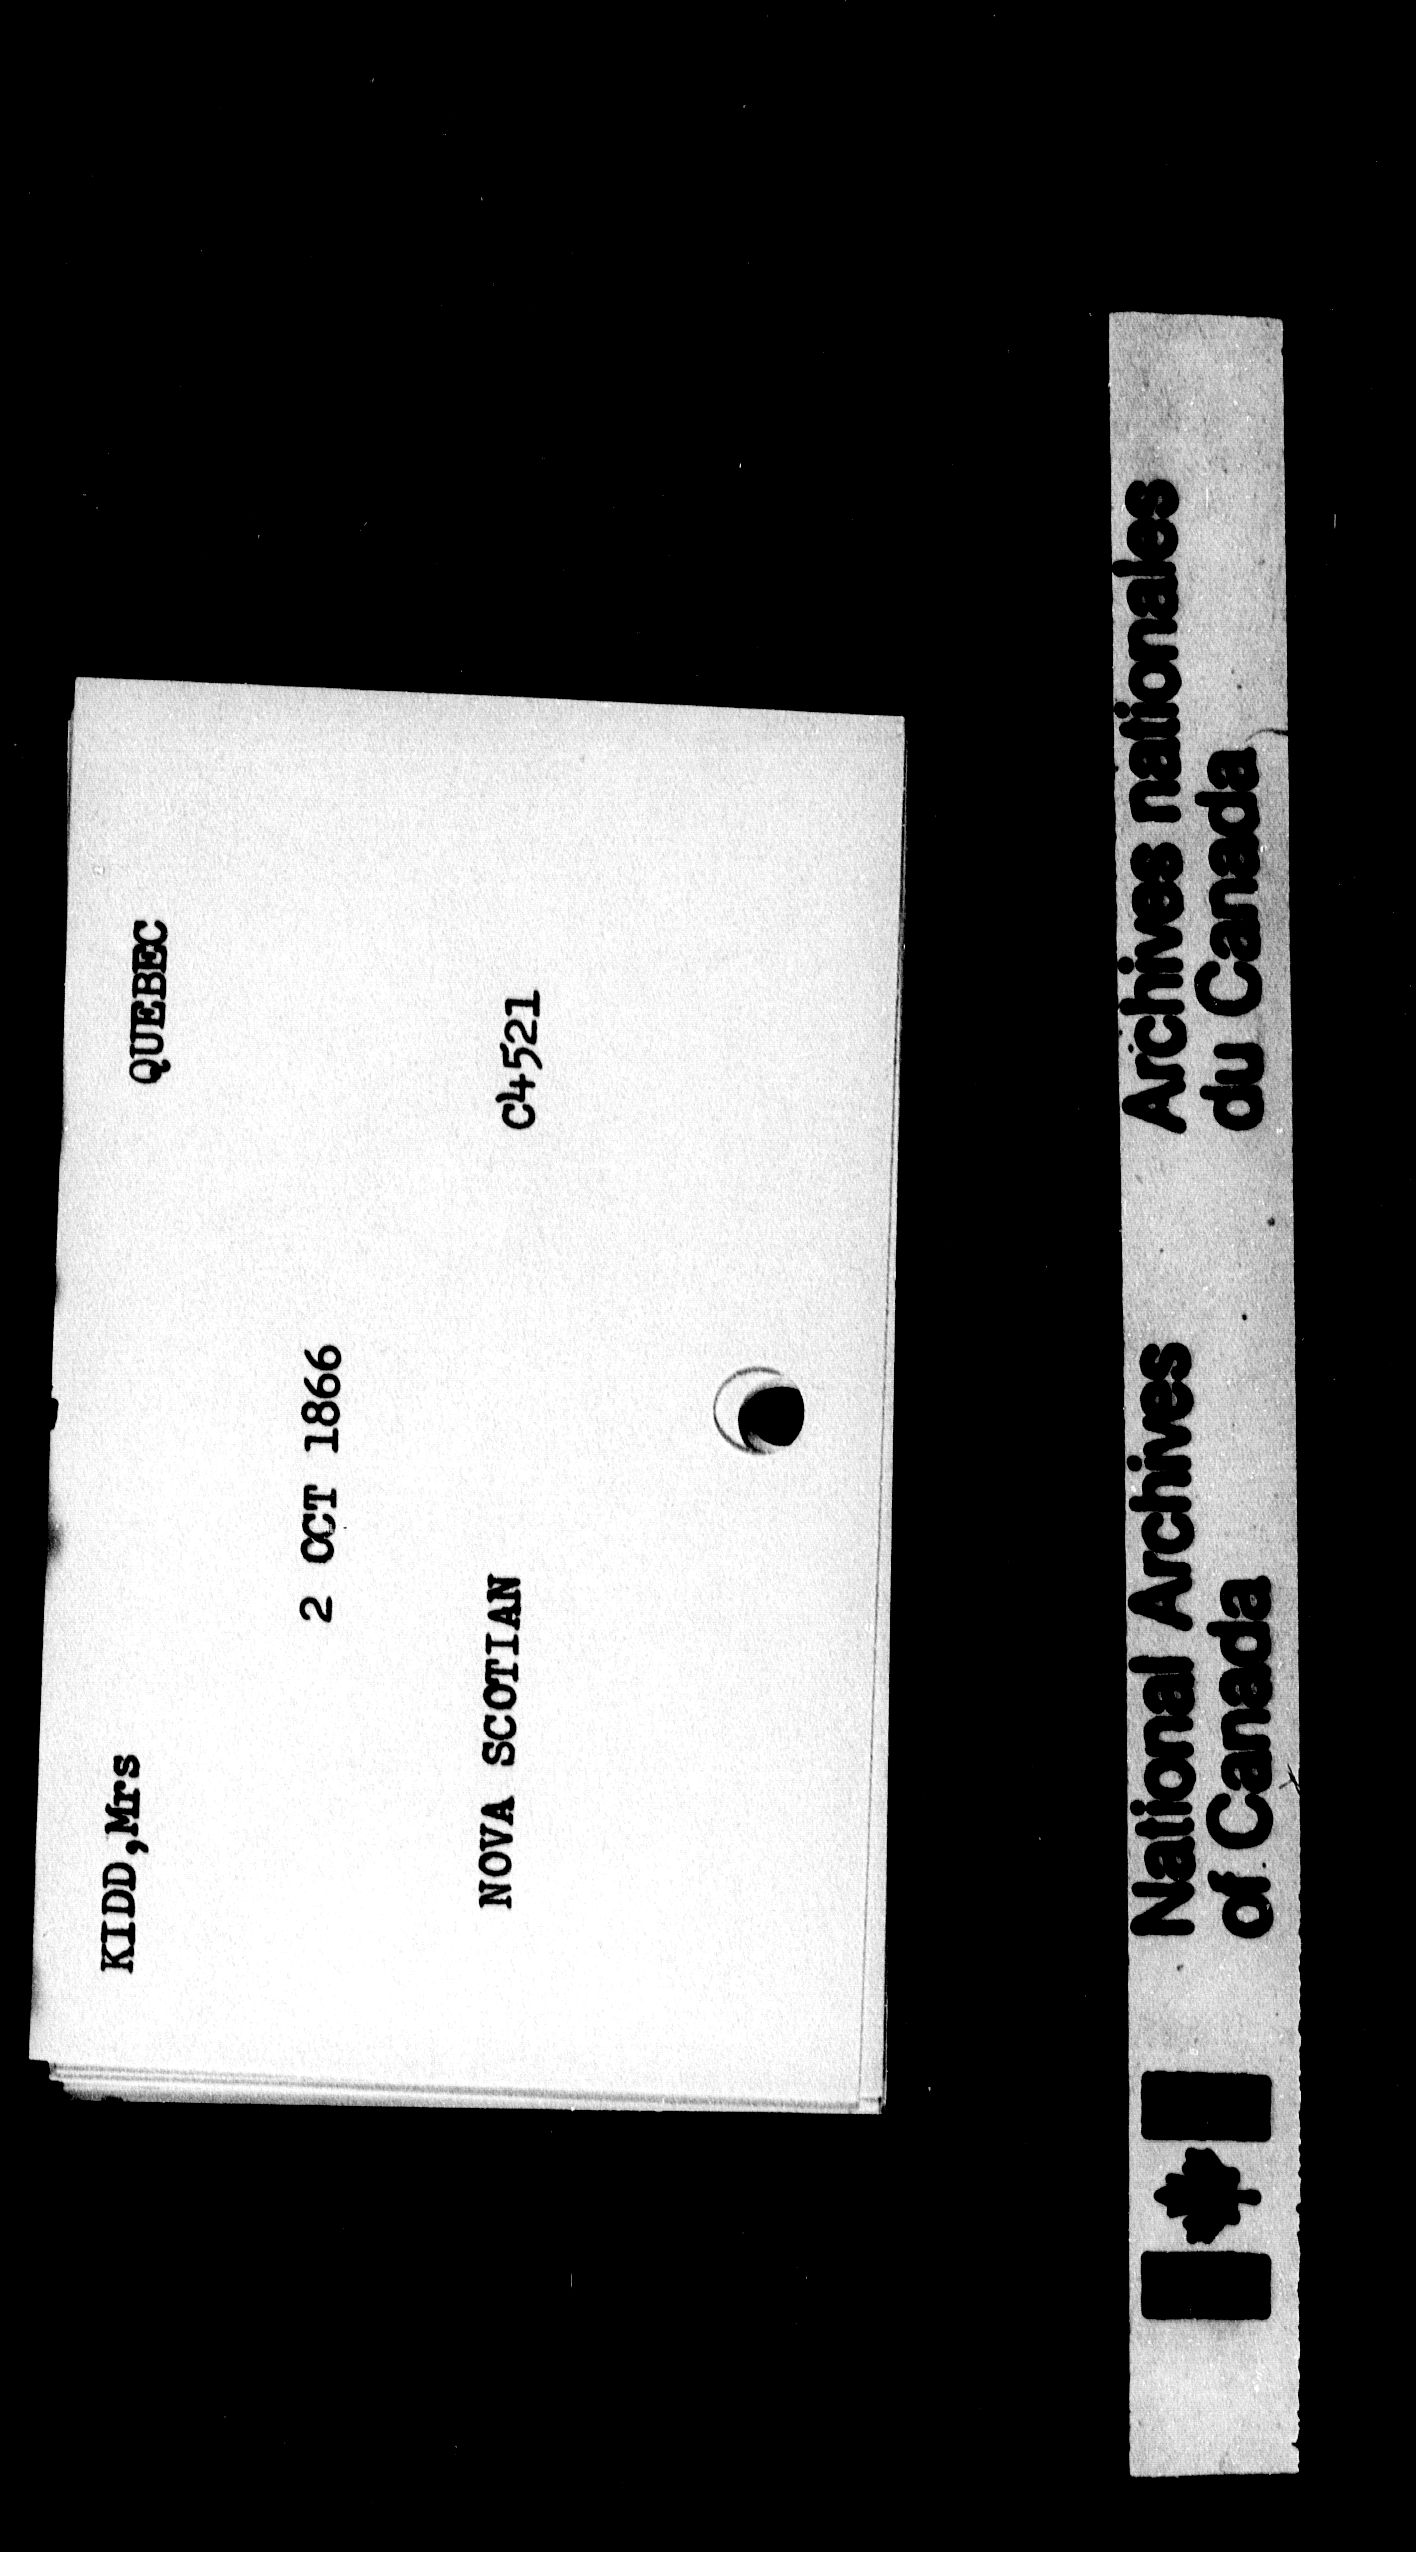 KIDD,Mrs QUEBEC
2 OCT 1866
NOVA SCOTIAN C4521
National Archives
of Canada
Archives nationales
du Canada